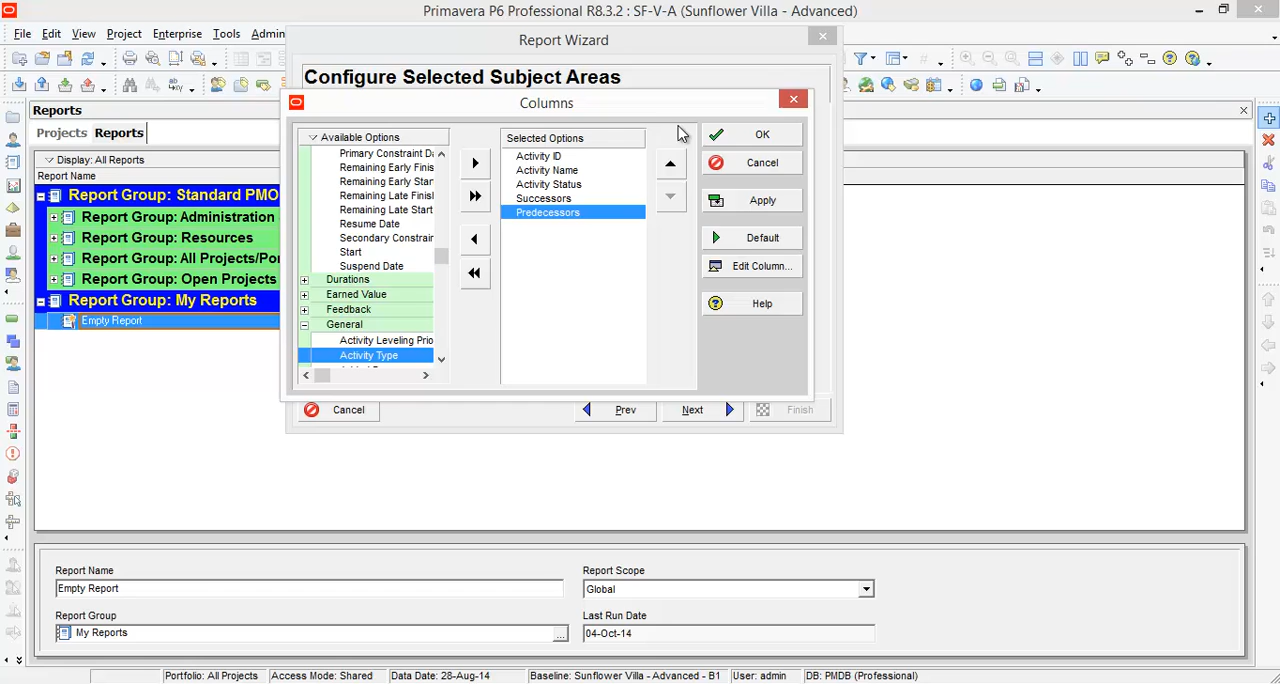 Primavera P6 Professional R8.3.2 : SF-V-A (Sunflower Villa - Advanced)
File Edit View Project Enterprise Tools Admin
Report Wizard
Configure Selected Subject Areas
Columns
Reports
Projects Reports
Display: All Reports
Report Name
Report Group: Standard PMO
Report Group: Administration
Report Group: Resources
Report Group: All Projects/Por
Report Group: Open Projects
Report Group: My Reports
Empty Report
Available Options
Primary Constraint Da
Remaining Early Finis
Remaining Early Star
Remaining Late Finisl
Remaining Late Start
Resume Date
Secondary Constrain
Start
Suspend Date
Durations
Earned Value
Feedback
General
Activity Leveling Prio
Activity Type
Selected Options
Activity ID
Activity Name
Activity Status
Successors
Predecessors
OK
Cancel
Apply
Default
Edit Column...
Help
Cancel
Prev
Next
Finish
Report Name
Empty Report
Report Scope
Global
Report Group
My Reports
...
Last Run Date
04-Oct-14
Portfolio: All Projects Access Mode: Shared Data Date: 28-Aug-14 Baseline: Sunflower Villa - Advanced - B1 User: admin DB: PMDB (Professional)